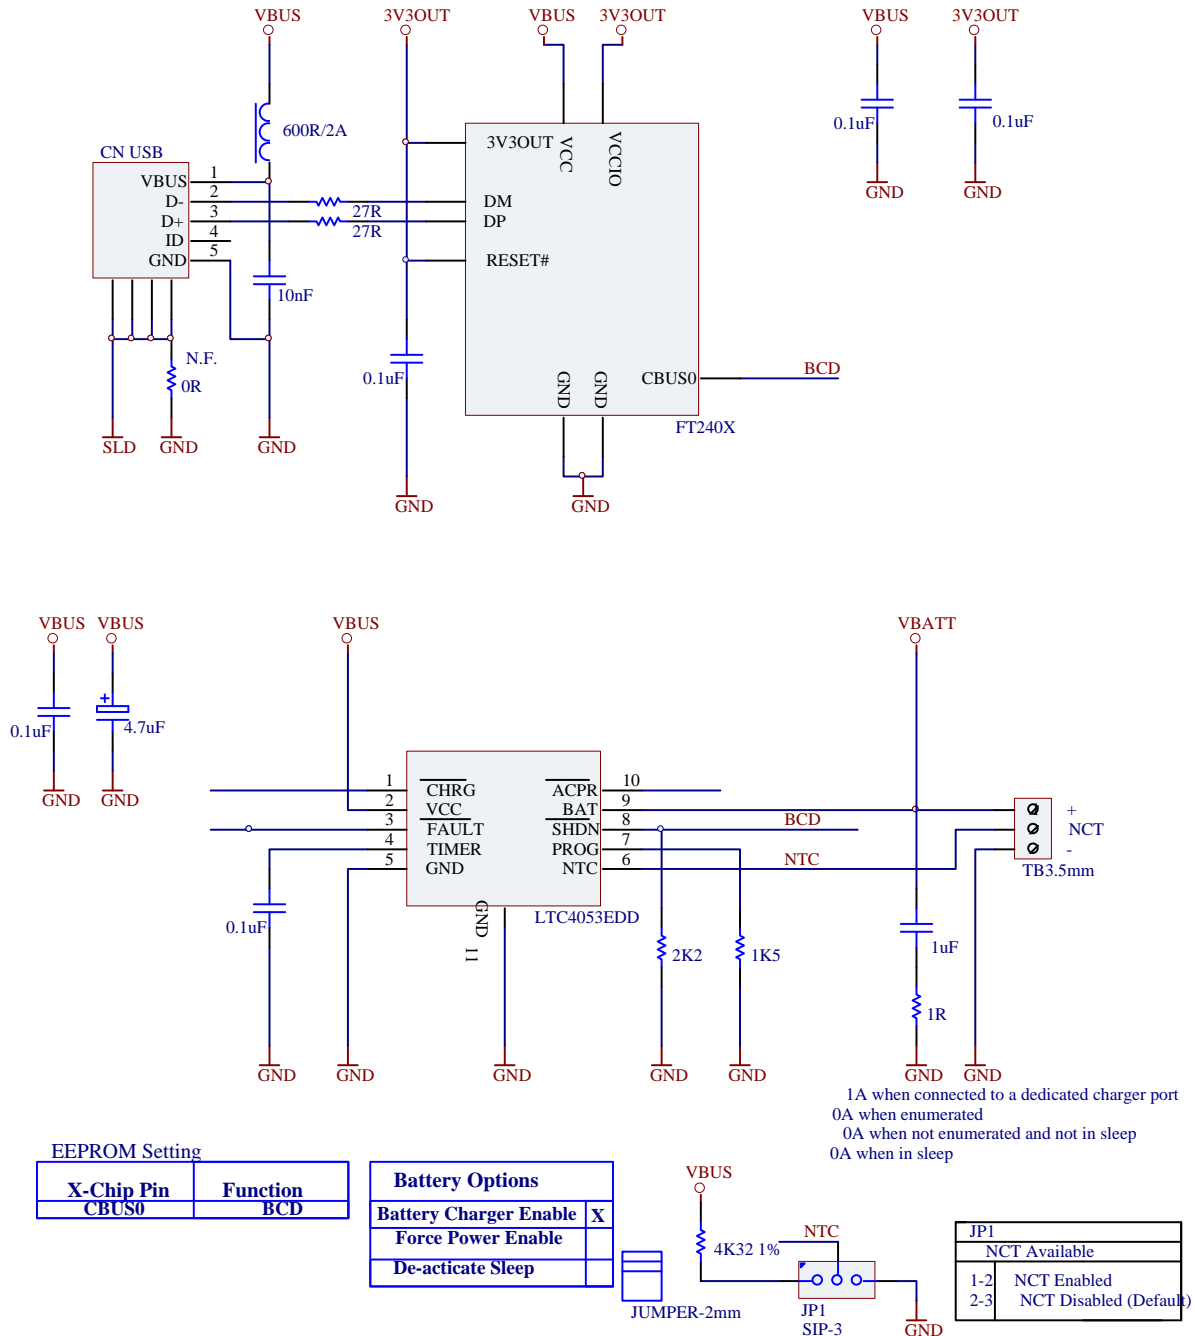 VBUS 3V3OUT VBUS 3V3OUT VBUS 3V3OUT
600R/2A
0.1uF 0.1uF
GND GND
CN USB
VBUS 1
D- 2
D+ 3
ID 4
GND 5
27R
27R
10nF
3V3OUT
VCC
VCCIO
DM
DP
RESET#
N.F.
0R
0.1uF
GND
GND
CBUS0
BCD
FT240X
SLD GND GND
GND GND
VBUS VBUS VBUS VBATT
0.1uF 4.7uF
GND GND
1 CHRG ACPR 10
2 VCC BAT 9
3 FAULT SHDN 8 BCD
4 TIMER PROG 7
5 GND NTC 6 NTC
GND
11
LTC4053EDD
+
NCT
-
TB3.5mm
0.1uF
2K2 1K5 1uF
1R
GND GND GND GND GND GND GND
1A when connected to a dedicated charger port
0A when enumerated
0A when not enumerated and not in sleep
0A when in sleep
EEPROM Setting
X-Chip Pin Function
CBUS0 BCD
Battery Options
Battery Charger Enable X
Force Power Enable
De-acticate Sleep
JUMPER-2mm
VBUS
4K32 1%
NTC
JP1
SIP-3
GND
JP1
NCT Available
1-2 NCT Enabled
2-3 NCT Disabled (Default)